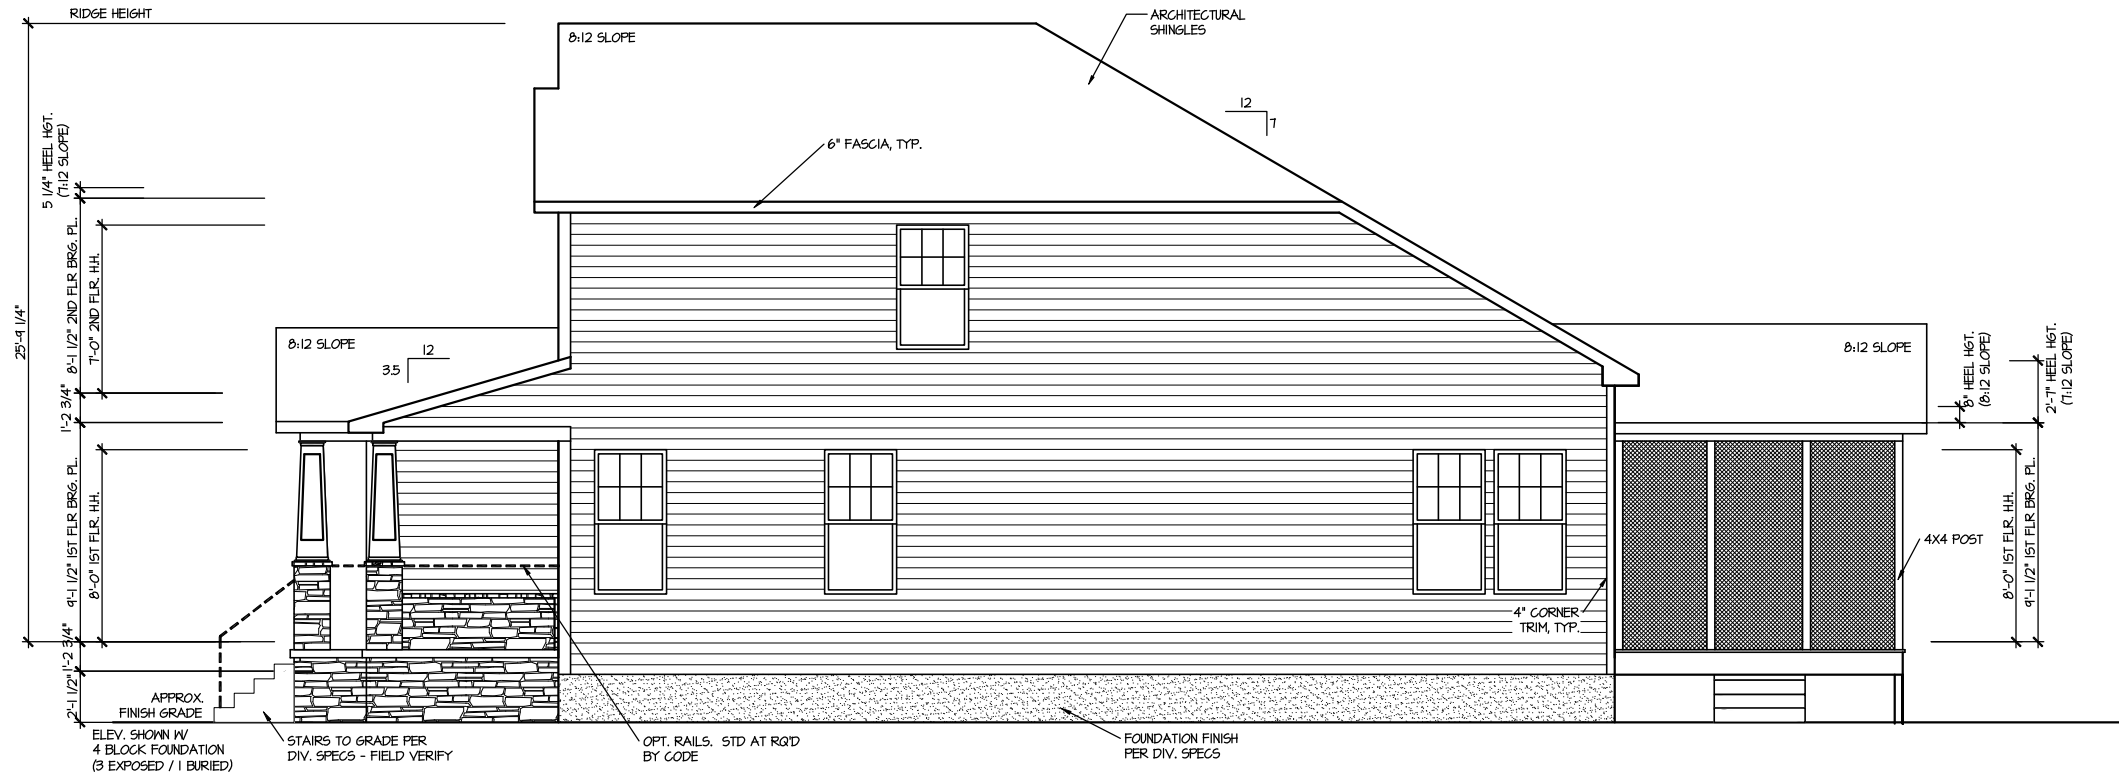 RIDGE HEIGHT
8:12 SLOPE
ARCHITECTURAL
SHINGLES
12
7
6" FASCIA, TYP.
5 1/4" HEEL HGT.
(7:12 SLOPE)
25'-9 1/4"
8'-1 1/2" 2ND FLR BRG. PL.
7'-0" 2ND FLR. H.H.
1'-2 3/4"
9'-1 1/2" 1ST FLR BRG. PL.
8'-0" 1ST FLR. H.H.
1'-2 3/4"
2'-1 1/2"
8:12 SLOPE
12
3.5
8:12 SLOPE
8" HEEL HGT.
(8:12 SLOPE)
2'-7" HEEL HGT.
(7:12 SLOPE)
8'-0" 1ST FLR. H.H.
9'-1 1/2" 1ST FLR BRG. PL.
4X4 POST
4" CORNER
TRIM, TYP.
APPROX.
FINISH GRADE
ELEV. SHOWN W/
4 BLOCK FOUNDATION
(3 EXPOSED / 1 BURIED)
STAIRS TO GRADE PER
DIV. SPECS - FIELD VERIFY
OPT. RAILS. STD AT RQ'D
BY CODE
FOUNDATION FINISH
PER DIV. SPECS